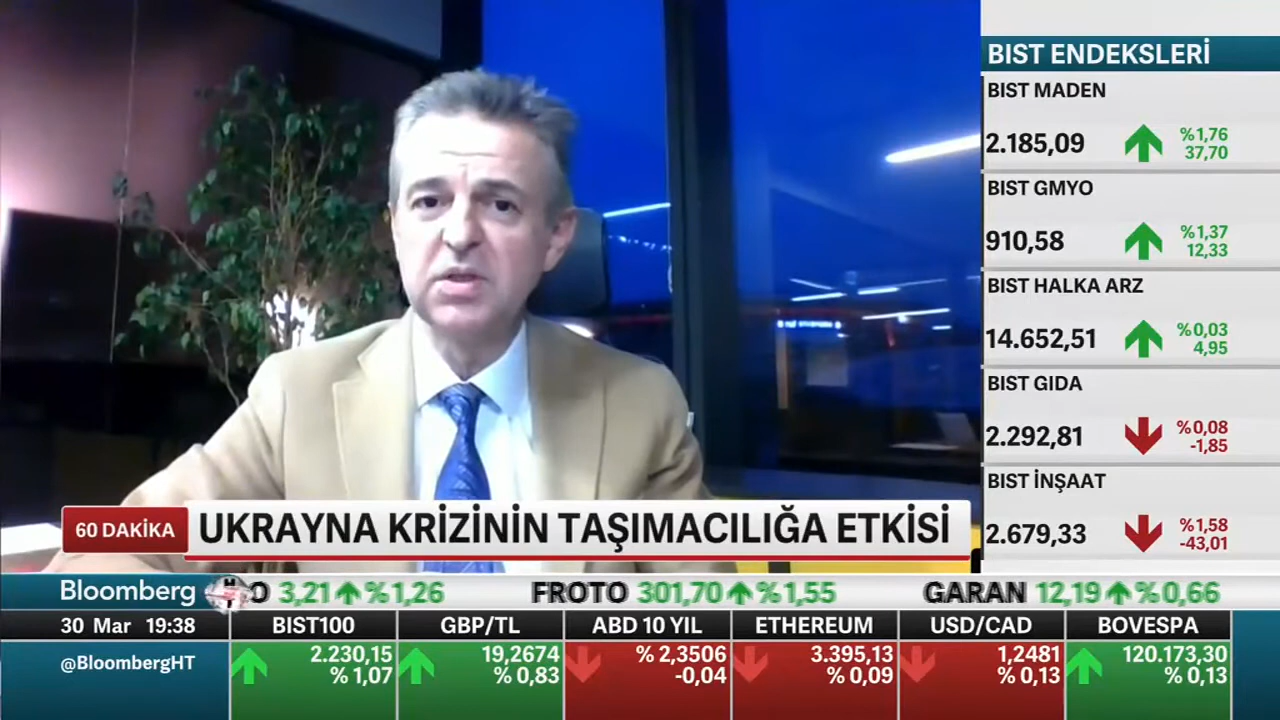 BIST ENDEKSLERİ
BIST MADEN
2.185,09 %1,76
37,70
BIST GMYO
910,58 %1,37
12,33
BIST HALKA ARZ
14.652,51 %0,03
4,95
BIST GIDA
2.292,81 %0,08
-1,85
BIST İNŞAAT
2.679,33 %1,58
-43,01
60 DAKİKA UKRAYNA KRİZİNİN TAŞIMACILIĞA ETKİSİ
Bloomberg HT O 3,21 %1,26 FROTO 301,70 %1,55 GARAN 12,19 %0,66
30 Mar 19:38 BIST100 GBP/TL ABD 10 YIL ETHEREUM USD/CAD BOVESPA
@BloombergHT 2.230,15 19,2674 % 2,3506 3.395,13 1,2481 120.173,30
% 1,07 % 0,83 -0,04 % 0,09 % 0,13 % 0,13